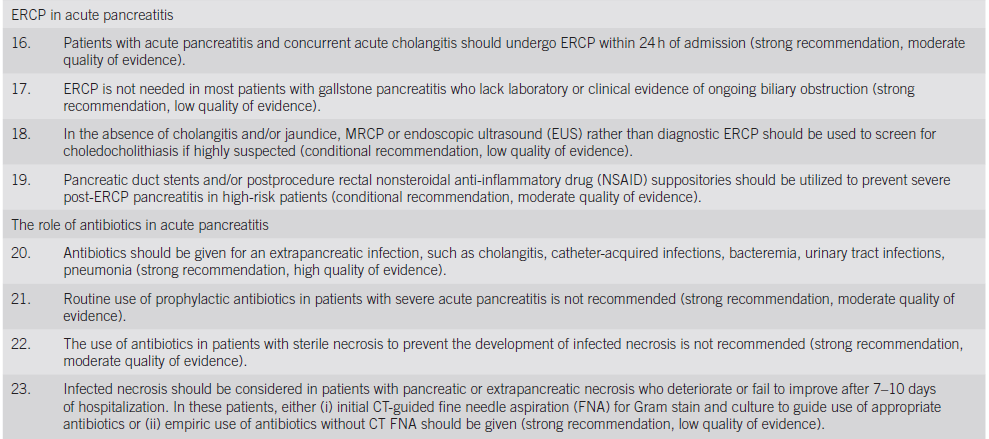 ERCP in acute pancreatitis
16. Patients with acute pancreatitis and concurrent acute cholangitis should undergo ERCP within 24 h of admission (strong recommendation, moderate
quality of evidence).
17. ERCP is not needed in most patients with gallstone pancreatitis who lack laboratory or clinical evidence of ongoing biliary obstruction (strong
recommendation, low quality of evidence).
18. In the absence of cholangitis and/or jaundice, MRCP or endoscopic ultrasound (EUS) rather than diagnostic ERCP should be used to screen for
choledocholithiasis if highly suspected (conditional recommendation, low quality of evidence).
19. Pancreatic duct stents and/or postprocedure rectal nonsteroidal anti-inflammatory drug (NSAID) suppositories should be utilized to prevent severe
post-ERCP pancreatitis in high-risk patients (conditional recommendation, moderate quality of evidence).
The role of antibiotics in acute pancreatitis
20. Antibiotics should be given for an extrapancreatic infection, such as cholangitis, catheter-acquired infections, bacteremia, urinary tract infections,
pneumonia (strong recommendation, high quality of evidence).
21. Routine use of prophylactic antibiotics in patients with severe acute pancreatitis is not recommended (strong recommendation, moderate quality of
evidence).
22. The use of antibiotics in patients with sterile necrosis to prevent the development of infected necrosis is not recommended (strong recommendation,
moderate quality of evidence).
23. Infected necrosis should be considered in patients with pancreatic or extrapancreatic necrosis who deteriorate or fail to improve after 7–10 days
of hospitalization. In these patients, either (i) initial CT-guided fine needle aspiration (FNA) for Gram stain and culture to guide use of appropriate
antibiotics or (ii) empiric use of antibiotics without CT FNA should be given (strong recommendation, low quality of evidence).